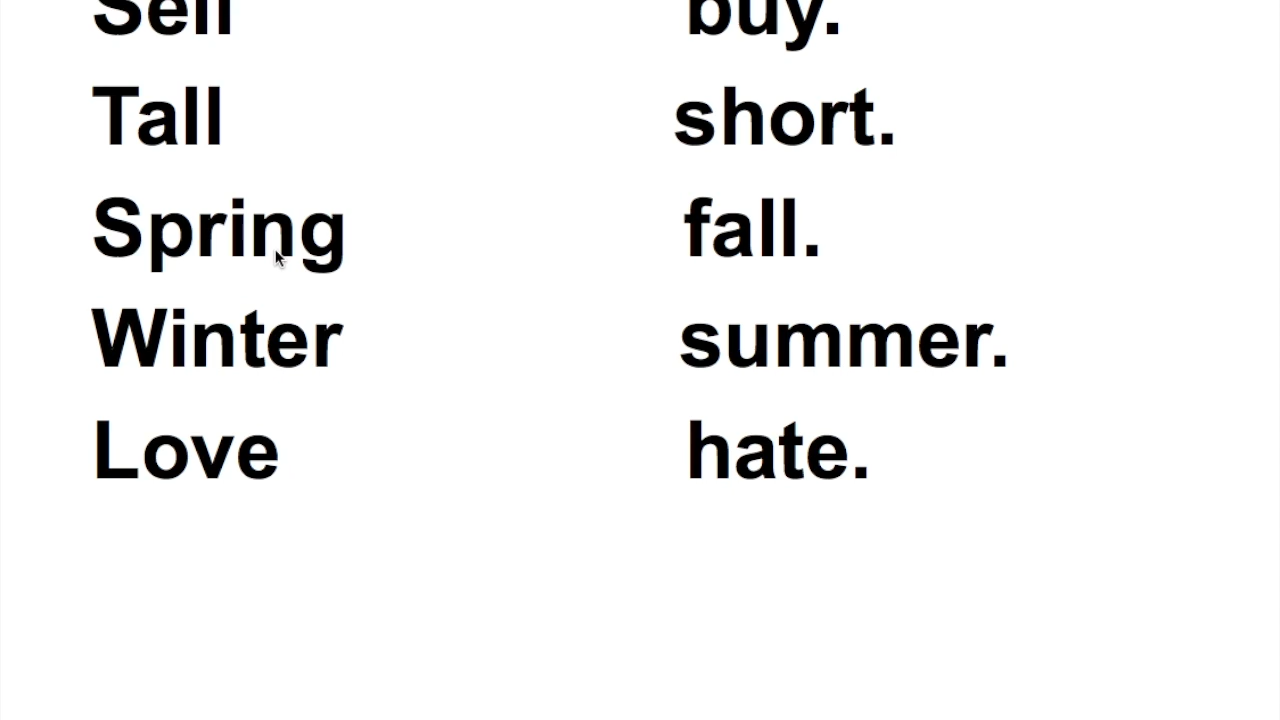 Sell buy.
Tall short.
Spring fall.
Winter summer.
Love hate.